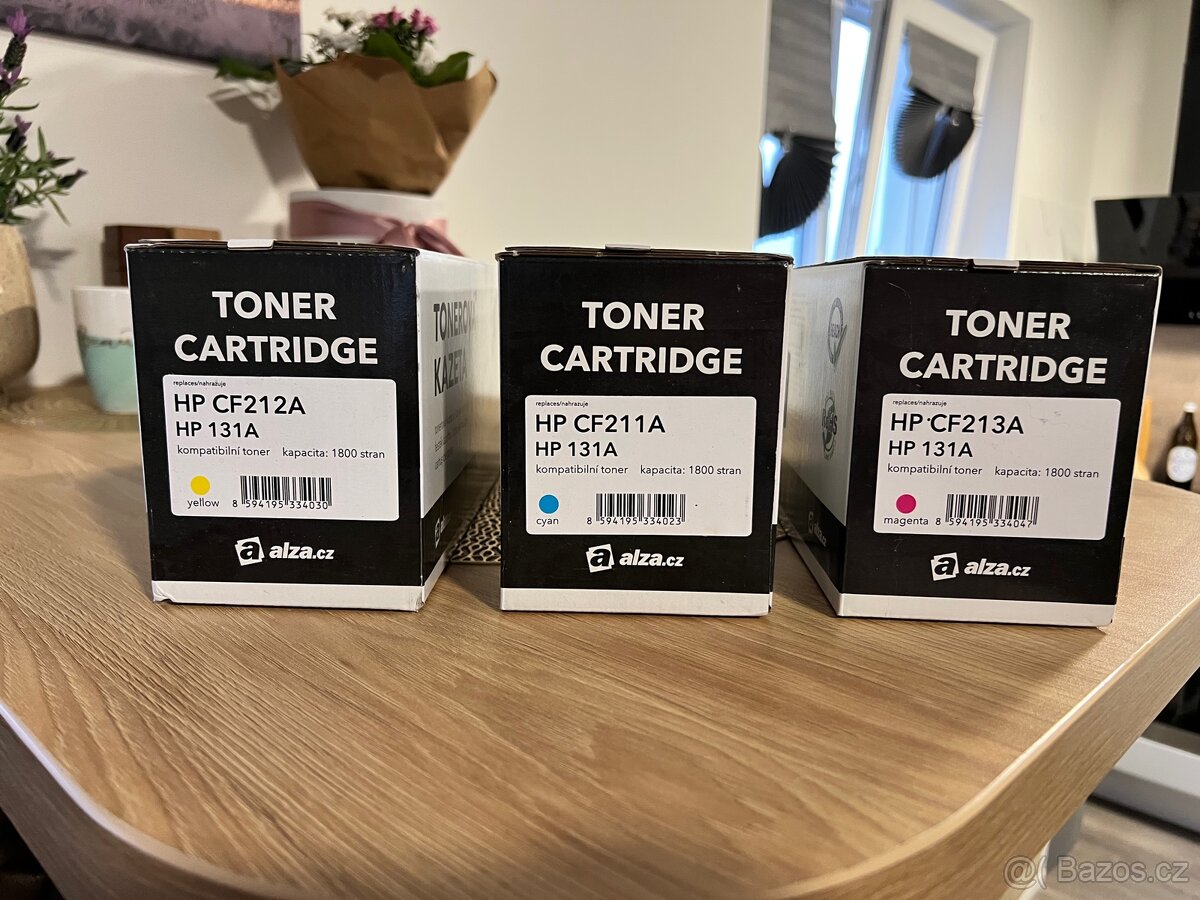 TONER
CARTRIDGE
replaces/nahrazuje
HP CF212A
HP 131A
kompatibilní toner kapacita: 1800 stran
yellow
8 594195 334030
alza.cz
KAZETA
TONER
CARTRIDGE
replaces/nahrazuje
HP CF211A
HP 131A
kompatibilní toner kapacita: 1800 stran
cyan
8 594195 334023
alza.cz
TONER
CARTRIDGE
replaces/nahrazuje
HP CF213A
HP 131A
kompatibilní toner kapacita: 1800 stran
magenta
8 594195 334047
alza.cz
@( Bazos.cz